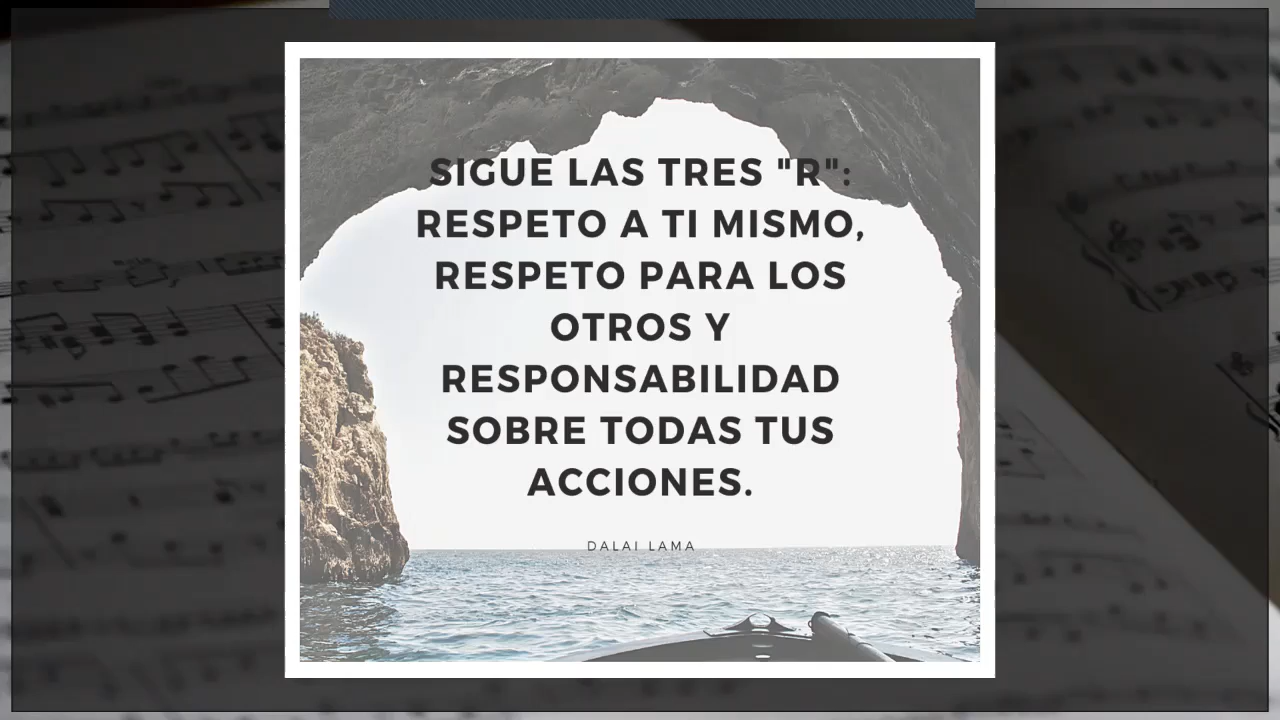 SIGUE LAS TRES "R":
RESPETO A TI MISMO,
RESPETO PARA LOS
OTROS Y
RESPONSABILIDAD
SOBRE TODAS TUS
ACCIONES.
DALAI LAMA